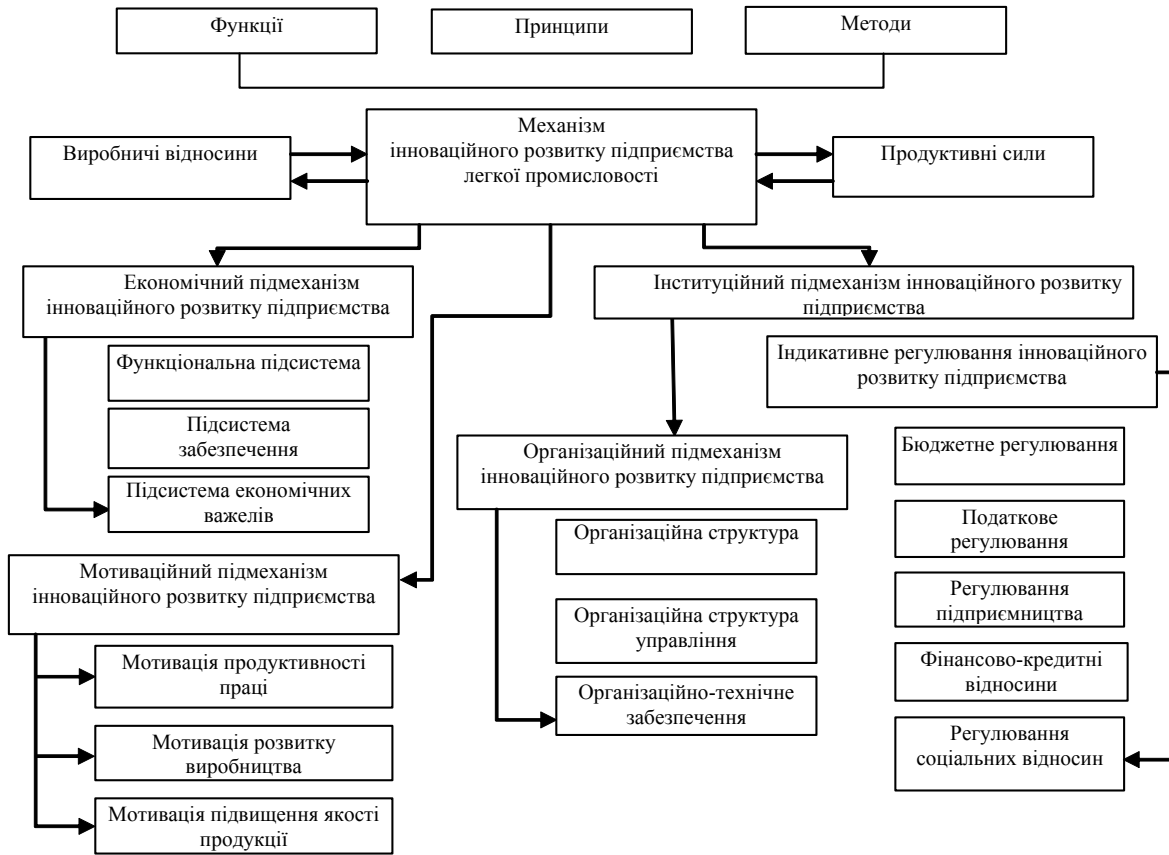 Функції
Принципи
Методи
Механізм
інноваційного розвитку підприємства
легкої промисловості
Виробничі відносини
Продуктивні сили
Економічний підмеханізм
інноваційного розвитку підприємства
Інституційний підмеханізм інноваційного розвитку
підприємства
Функціональна підсистема
Підсистема
забезпечення
Підсистема економічних
важелів
Індикативне регулювання інноваційного
розвитку підприємства
Організаційний підмеханізм
інноваційного розвитку підприємства
Бюджетне регулювання
Податкове
регулювання
Регулювання
підприємництва
Фінансово-кредитні
відносини
Регулювання
соціальних відносин
Організаційна структура
Організаційна структура
управління
Організаційно-технічне
забезпечення
Мотиваційний підмеханізм
інноваційного розвитку підприємства
Мотивація продуктивності
праці
Мотивація розвитку
виробництва
Мотивація підвищення якості
продукції